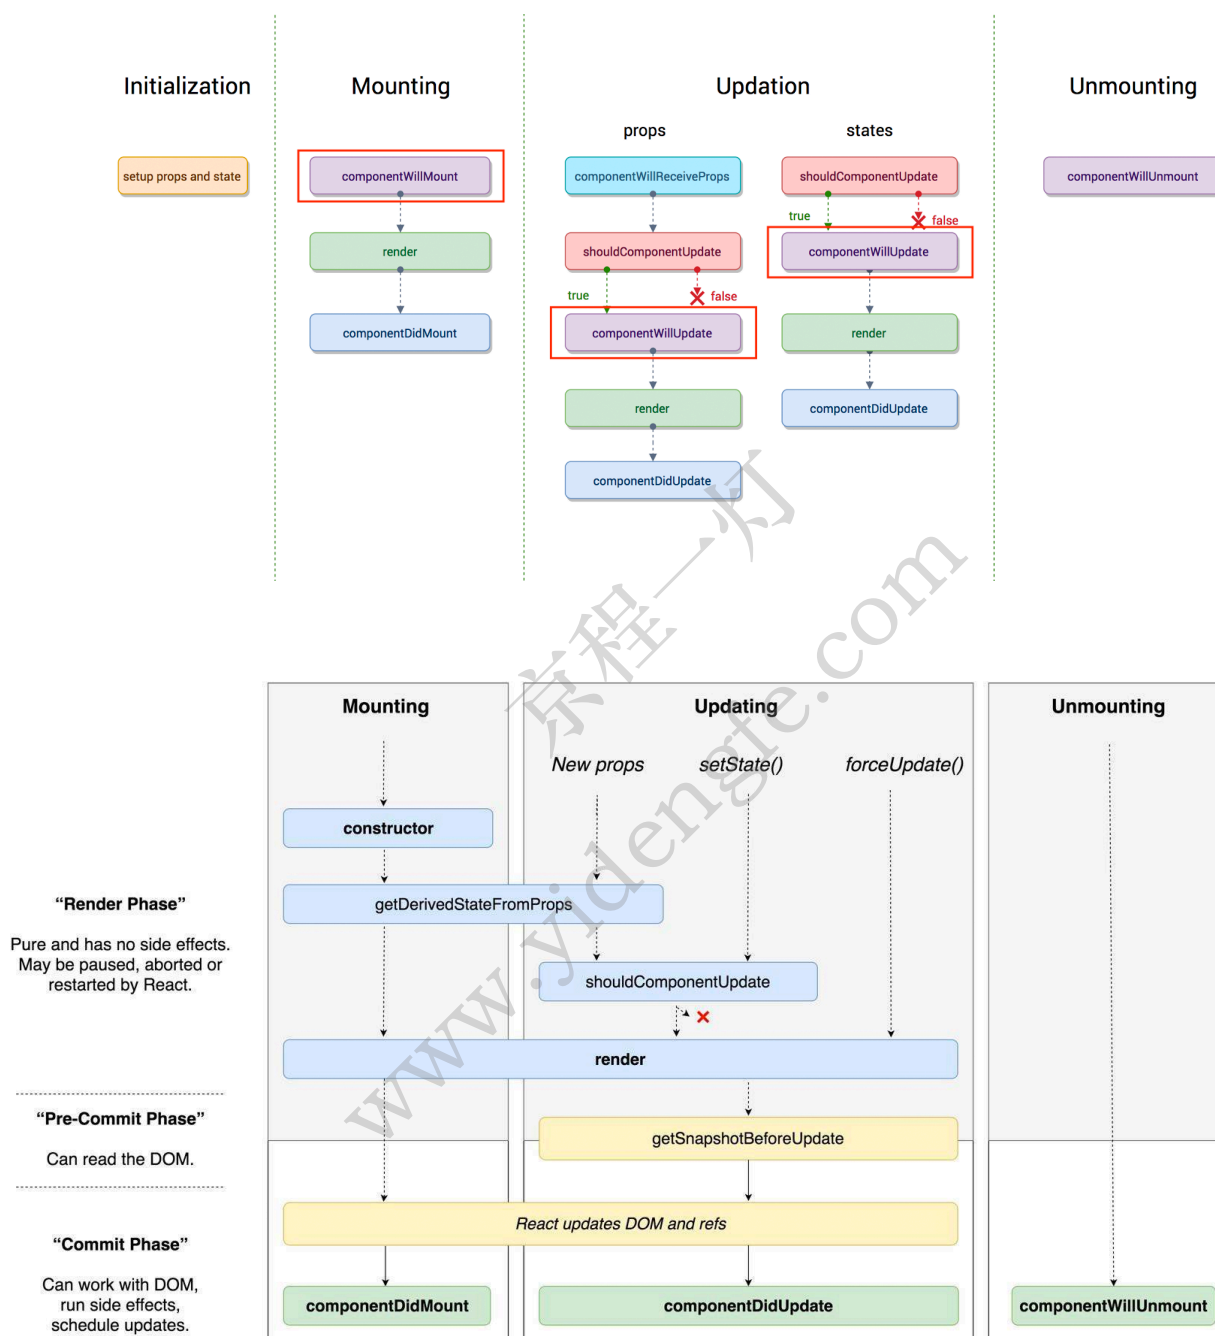 Initialization
Mounting
Updation
Unmounting
props
states
setup props and state
componentWillMount
componentWillReceiveProps
shouldComponentUpdate
componentWillUnmount
true
false
render
shouldComponentUpdate
componentWillUpdate
true
false
componentDidMount
componentWillUpdate
render
render
componentDidUpdate
componentDidUpdate
京程一灯
www.yidengfe.com
Mounting
Updating
Unmounting
New props
setState()
forceUpdate()
constructor
“Render Phase”
getDerivedStateFromProps
Pure and has no side effects.
May be paused, aborted or
restarted by React.
shouldComponentUpdate
render
“Pre-Commit Phase”
Can read the DOM.
getSnapshotBeforeUpdate
React updates DOM and refs
“Commit Phase”
Can work with DOM,
run side effects,
schedule updates.
componentDidMount
componentDidUpdate
componentWillUnmount